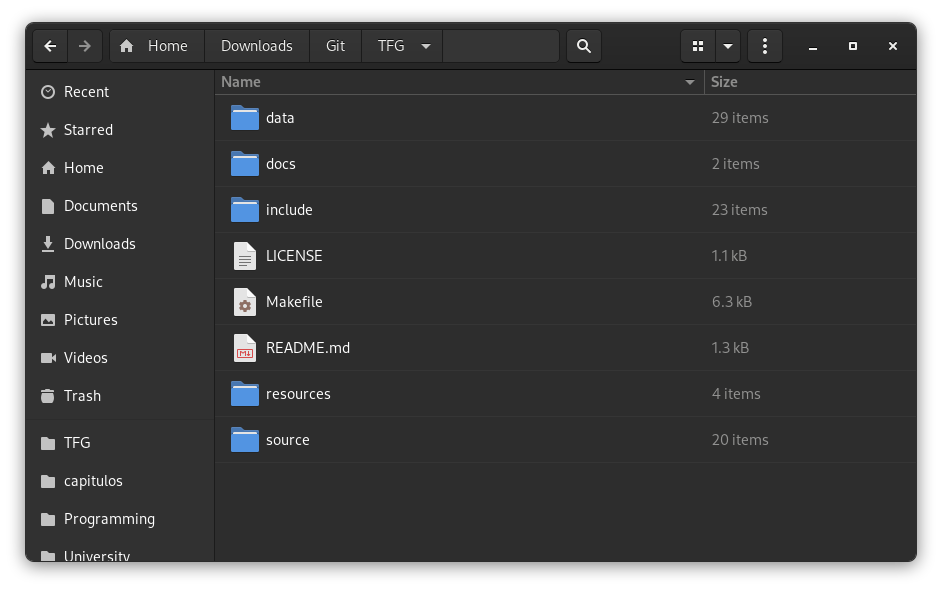 Home Downloads Git TFG
Name Size
Recent
Starred
Home
Documents
Downloads
Music
Pictures
Videos
Trash
TFG
capitulos
Programming
University
data 29 items
docs 2 items
include 23 items
LICENSE 1.1 kB
Makefile 6.3 kB
README.md 1.3 kB
resources 4 items
source 20 items